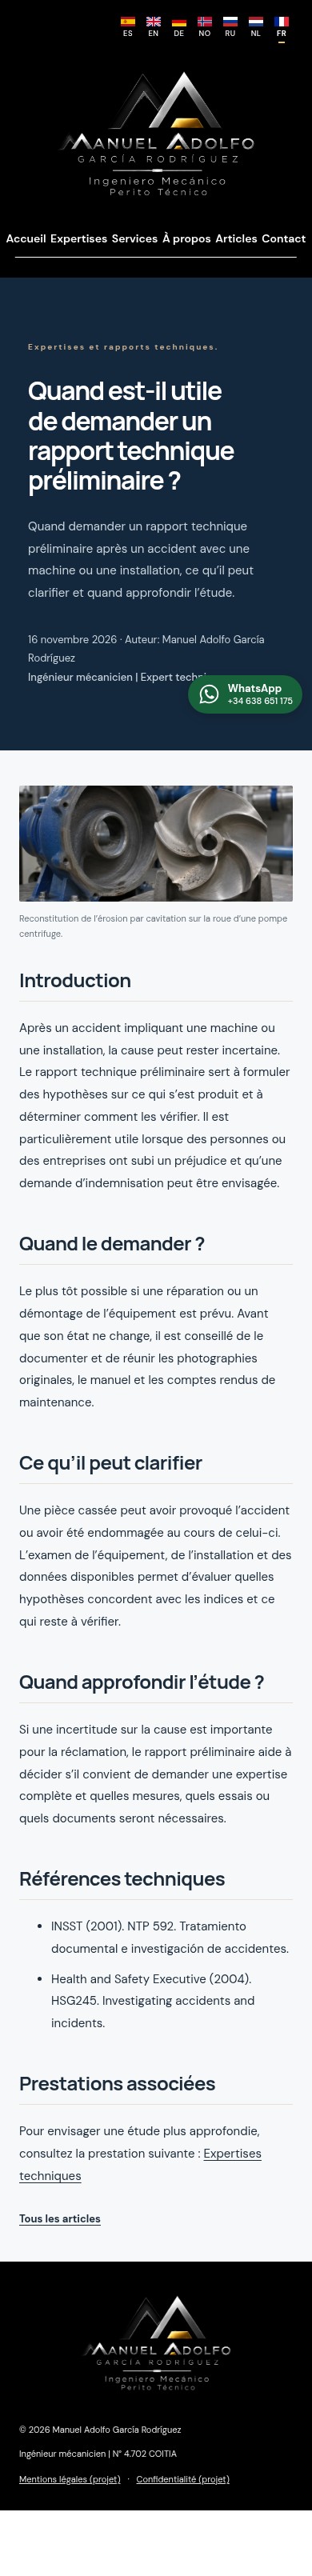 ES EN DE NO RU NL FR
MANUEL ADOLFO
GARCÍA RODRÍGUEZ
Ingeniero Mecánico
Perito Técnico
Accueil Expertises Services À propos Articles Contact
Expertises et rapports techniques.
Quand est-il utile
de demander un
rapport technique
préliminaire ?
Quand demander un rapport technique
préliminaire après un accident avec une
machine ou une installation, ce qu’il peut
clarifier et quand approfondir l’étude.
16 novembre 2026 · Auteur: Manuel Adolfo García
Rodríguez
Ingénieur mécanicien | Expert
WhatsApp
+34 638 651 175
Reconstitution de l’érosion par cavitation sur la roue d’une pompe
centrifuge.
Introduction
Après un accident impliquant une machine ou
une installation, la cause peut rester incertaine.
Le rapport technique préliminaire sert à formuler
des hypothèses sur ce qui s’est produit et à
déterminer comment les vérifier. Il est
particulièrement utile lorsque des personnes ou
des entreprises ont subi un préjudice et qu’une
demande d’indemnisation peut être envisagée.
Quand le demander ?
Le plus tôt possible si une réparation ou un
démontage de l’équipement est prévu. Avant
que son état ne change, il est conseillé de le
documenter et de réunir les photographies
originales, le manuel et les comptes rendus de
maintenance.
Ce qu’il peut clarifier
Une pièce cassée peut avoir provoqué l’accident
ou avoir été endommagée au cours de celui-ci.
L’examen de l’équipement, de l’installation et des
données disponibles permet d’évaluer quelles
hypothèses concordent avec les indices et ce
qui reste à vérifier.
Quand approfondir l’étude ?
Si une incertitude sur la cause est importante
pour la réclamation, le rapport préliminaire aide à
décider s’il convient de demander une expertise
complète et quelles mesures, quels essais ou
quels documents seront nécessaires.
Références techniques
• INSST (2001). NTP 592. Tratamiento
documental e investigación de accidentes.
• Health and Safety Executive (2004).
HSG245. Investigating accidents and
incidents.
Prestations associées
Pour envisager une étude plus approfondie,
consultez la prestation suivante : Expertises
techniques
Tous les articles
MANUEL ADOLFO
GARCÍA RODRÍGUEZ
Ingeniero Mecánico
Perito Técnico
© 2026 Manuel Adolfo García Rodríguez
Ingénieur mécanicien | N° 4.702 COITIA
Mentions légales (projet) · Confidentialité (projet)